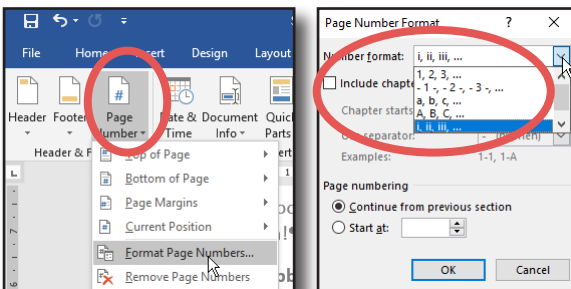 File Home Insert Design Layout
Header Footer Page Number Date & Time Document Info Quick Parts
Header & F
Top of Page
Bottom of Page
Page Margins
Current Position
Format Page Numbers...
Remove Page Numbers
Page Number Format ? ×
Number format: i, ii, iii, ...
1, 2, 3, ...
- 1 -, - 2 -, - 3 -, ...
a, b, c, ...
A, B, C, ...
i, ii, iii, ...
Include chapte
Chapter starts
Use separator: - (hyphen)
Examples: 1-1, 1-A
Page numbering
Continue from previous section
Start at:
OK Cancel